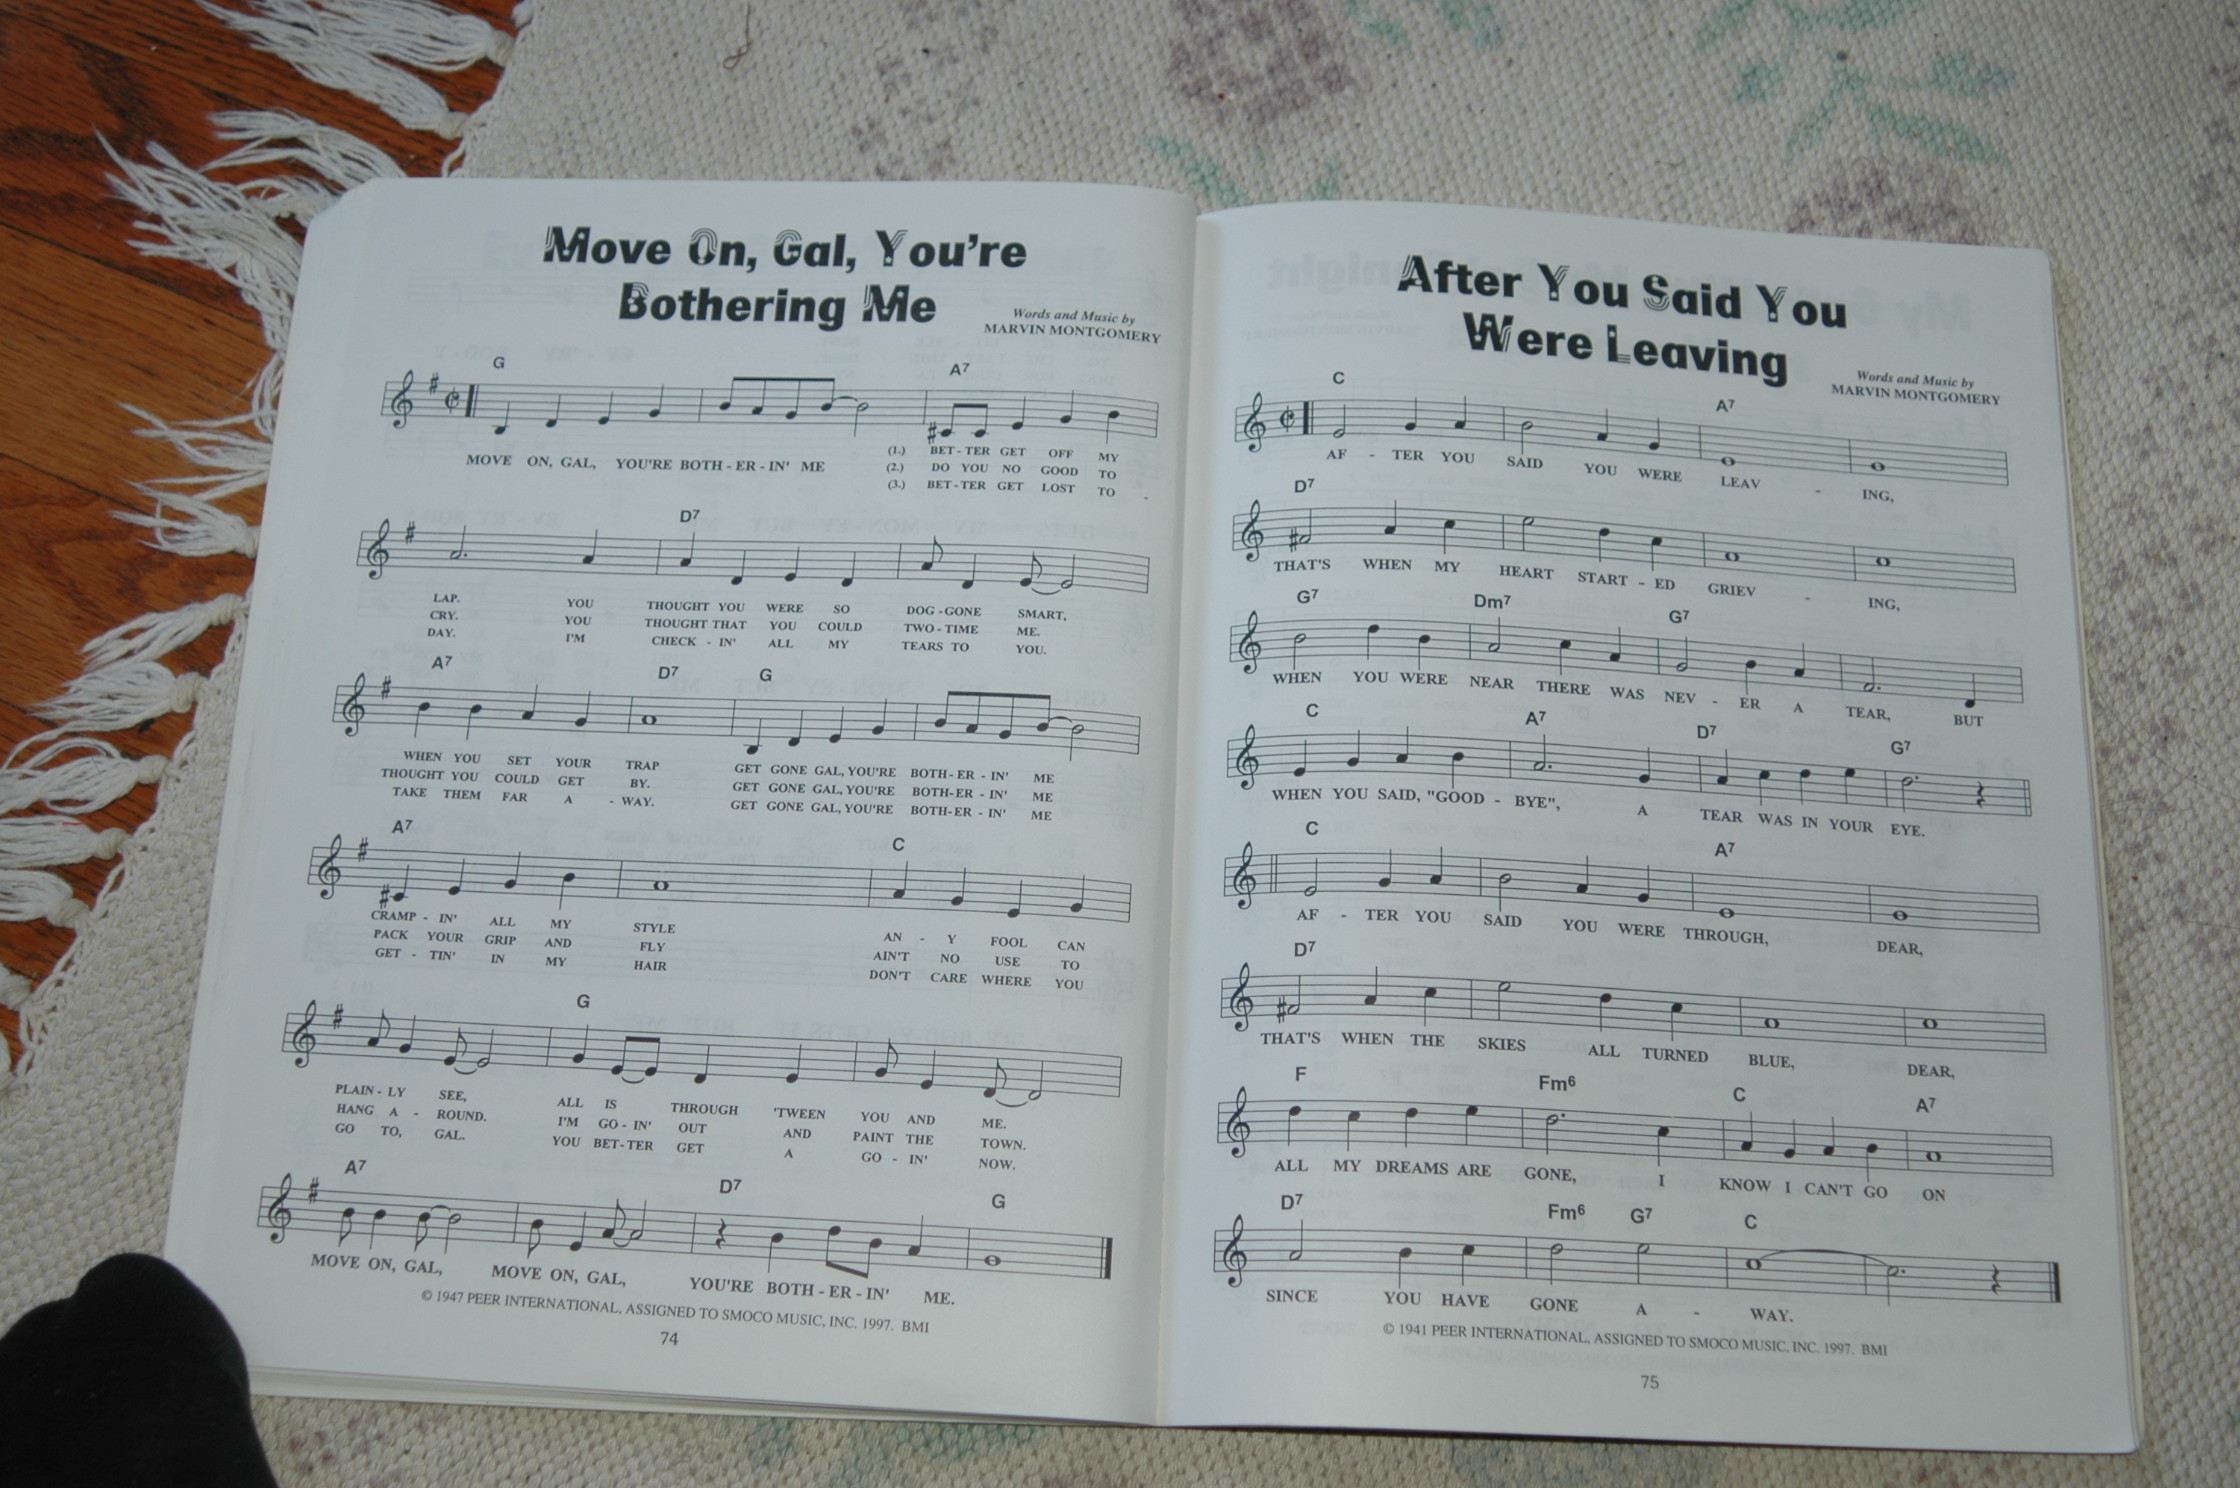 Move On, Gal, You're
Bothering Me
Words and Music by
MARVIN MONTGOMERY
G A7
MOVE ON, GAL, YOU'RE BOTH - ER - IN' ME (1.) BET - TER GET OFF MY
(2.) DO YOU NO GOOD TO
(3.) BET - TER GET LOST TO -
D7
LAP. YOU THOUGHT YOU WERE SO DOG - GONE SMART,
CRY. YOU THOUGHT THAT YOU COULD TWO - TIME ME.
DAY. I'M CHECK - IN' ALL MY TEARS TO YOU.
A7 D7 G
WHEN YOU SET YOUR TRAP GET GONE GAL, YOU'RE BOTH - ER - IN' ME
THOUGHT YOU COULD GET BY. GET GONE GAL, YOU'RE BOTH - ER - IN' ME
TAKE THEM FAR A - WAY. GET GONE GAL, YOU'RE BOTH - ER - IN' ME
A7 C
CRAMP - IN' ALL MY STYLE AN - Y FOOL CAN
PACK YOUR GRIP AND FLY AIN'T NO USE TO
GET - TIN' IN MY HAIR DON'T CARE WHERE YOU
G
PLAIN - LY SEE, ALL IS THROUGH 'TWEEN YOU AND ME.
HANG A - ROUND. I'M GO - IN' OUT AND PAINT THE TOWN.
GO TO, GAL. YOU BET - TER GET A GO - IN' NOW.
A7 D7 G
MOVE ON, GAL, MOVE ON, GAL, YOU'RE BOTH - ER - IN' ME.
© 1947 PEER INTERNATIONAL, ASSIGNED TO SMOCO MUSIC, INC. 1997. BMI
74
After You Said You
Were Leaving
Words and Music by
MARVIN MONTGOMERY
C A7
AF - TER YOU SAID YOU WERE LEAV - ING,
D7
THAT'S WHEN MY HEART START - ED GRIEV - ING,
G7 Dm7 G7
WHEN YOU WERE NEAR THERE WAS NEV - ER A TEAR, BUT
C A7 D7 G7
WHEN YOU SAID, "GOOD - BYE", A TEAR WAS IN YOUR EYE.
C A7
AF - TER YOU SAID YOU WERE THROUGH, DEAR,
D7
THAT'S WHEN THE SKIES ALL TURNED BLUE, DEAR,
F Fm6 C A7
ALL MY DREAMS ARE GONE, I KNOW I CAN'T GO ON
D7 Fm6 G7 C
SINCE YOU HAVE GONE A - WAY.
© 1941 PEER INTERNATIONAL, ASSIGNED TO SMOCO MUSIC, INC. 1997. BMI
75